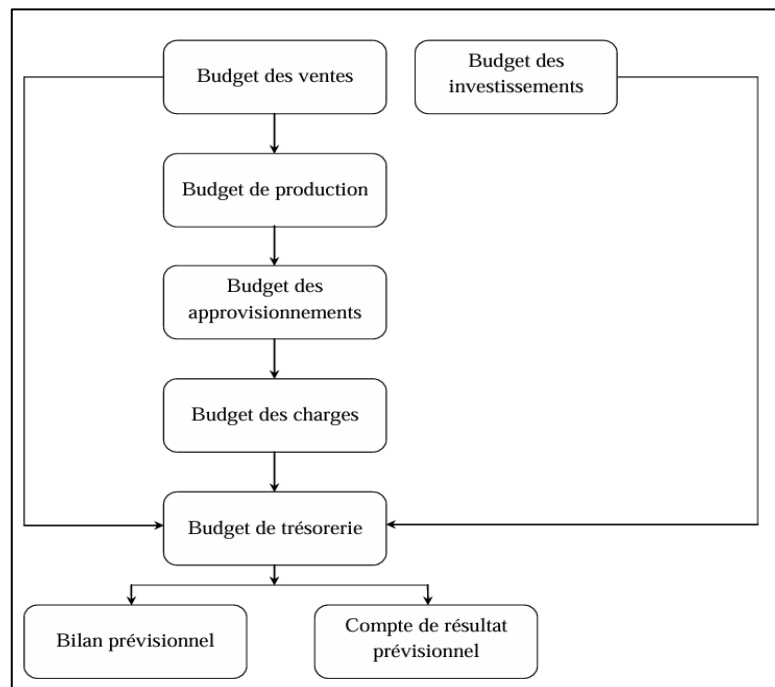 Budget des ventes
Budget des
investissements
Budget de production
Budget des
approvisionnements
Budget des charges
Budget de trésorerie
Bilan prévisionnel
Compte de résultat
prévisionnel